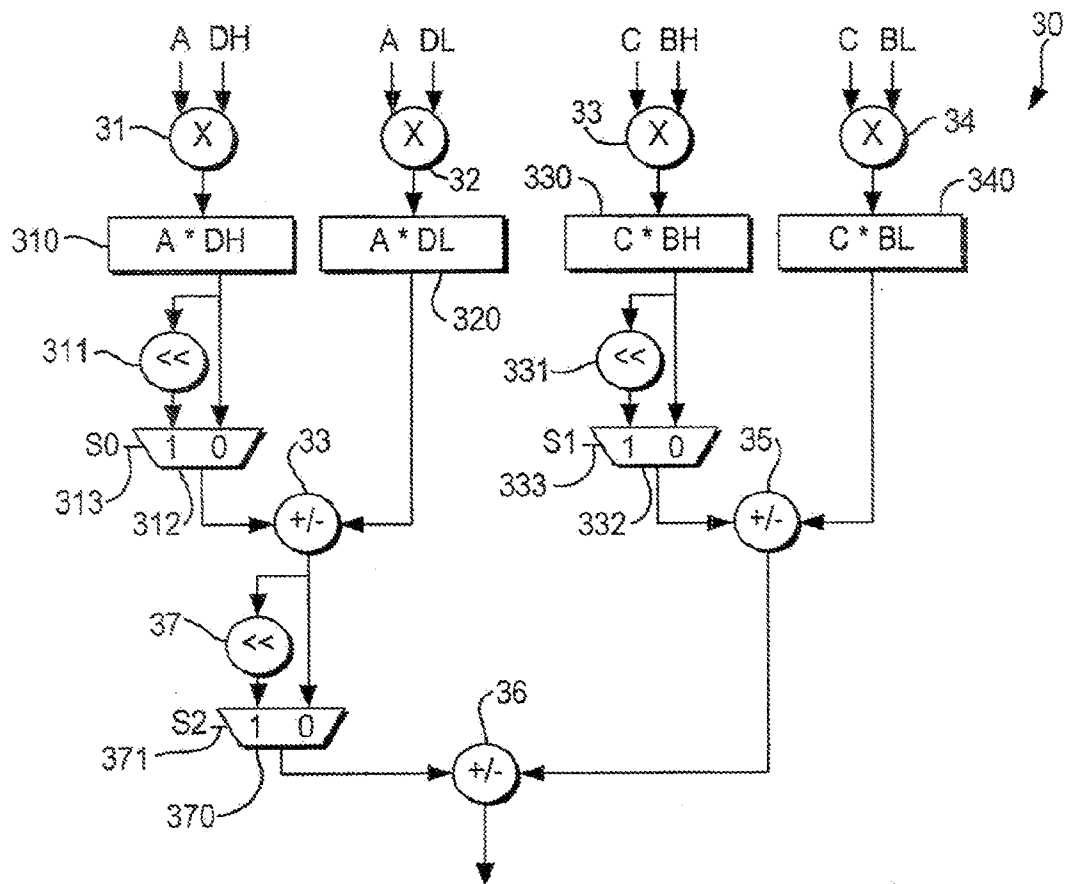 A DH A DL C BH C BL 30
31 X X 32 33 X X 34
310 A * DH A * DL 320 330 C * BH C * BL 340
311 << 331 <<
S0 1 0 33 S1 1 0 35
313 312 +/- 333 332 +/-
37 <<
S2 1 0 36
371 370 +/-